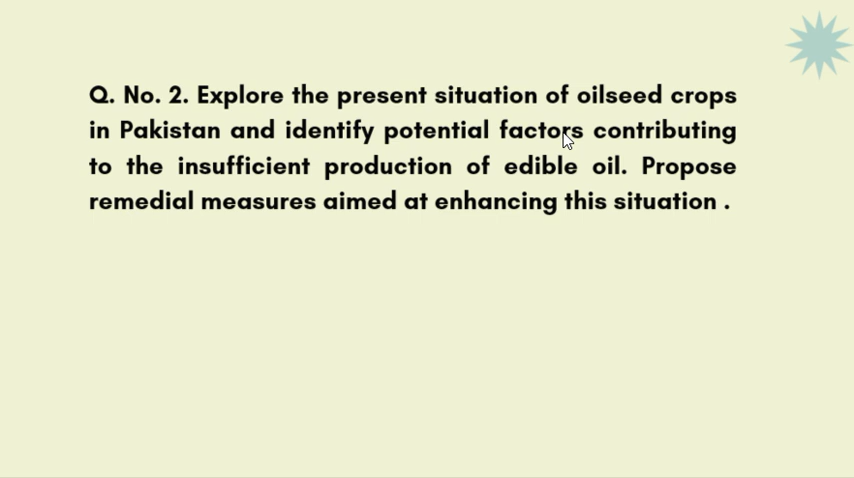 Q. No. 2. Explore the present situation of oilseed crops
in Pakistan and identify potential factors contributing
to the insufficient production of edible oil. Propose
remedial measures aimed at enhancing this situation .